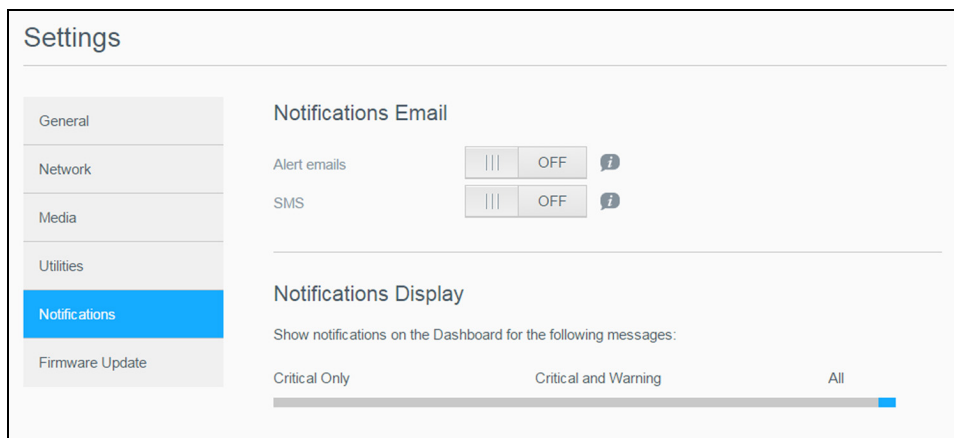 Settings
General
Network
Media
Utilities
Notifications
Firmware Update
Notifications Email
Alert emails OFF i
SMS OFF i
Notifications Display
Show notifications on the Dashboard for the following messages:
Critical Only Critical and Warning All